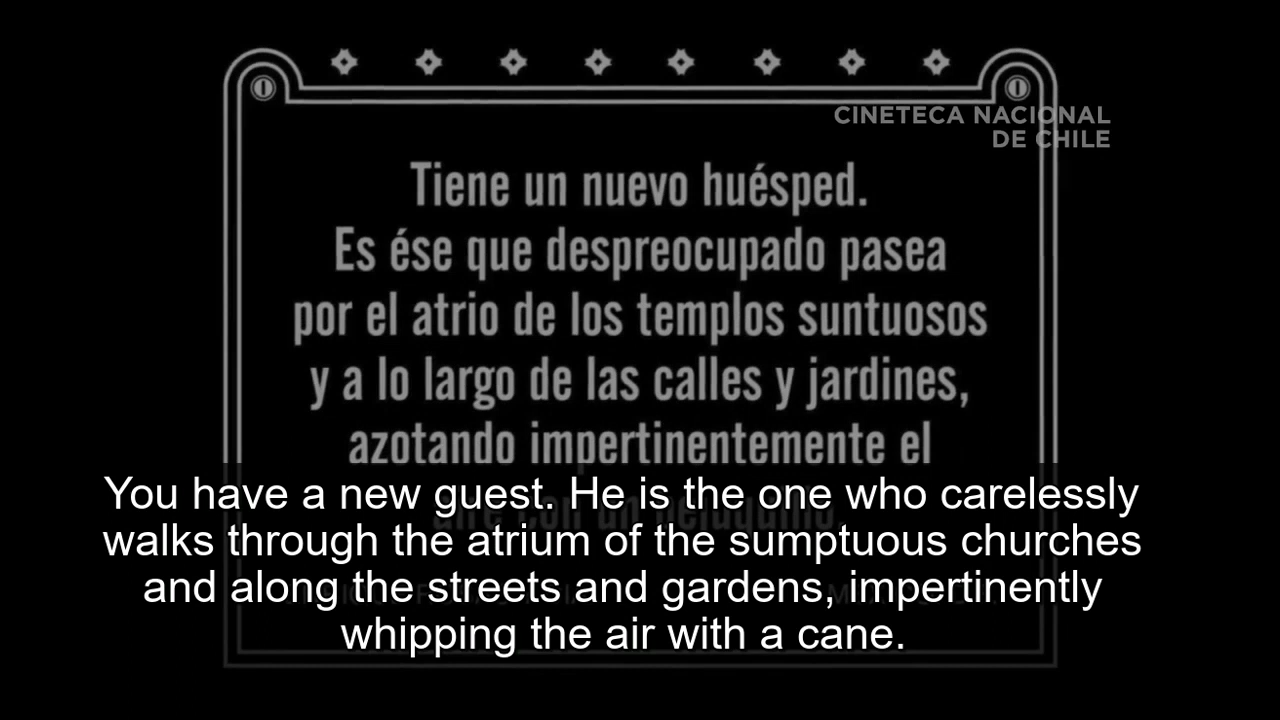 CINETECA NACIONAL
DE CHILE
Tiene un nuevo huésped.
Es ése que despreocupado pasea
por el atrio de los templos suntuosos
y a lo largo de las calles y jardines,
azotando impertinentemente el
You have a new guest. He is the one who carelessly
walks through the atrium of the sumptuous churches
and along the streets and gardens, impertinently
whipping the air with a cane.